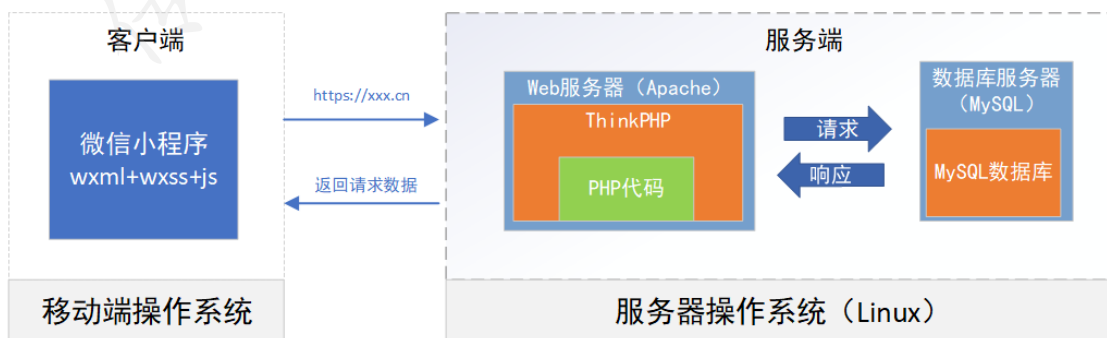 客户端
微信小程序
wxml+wxss+js
移动端操作系统
https://xxx.cn
返回请求数据
服务端
Web服务器（Apache）
ThinkPHP
PHP代码
请求
响应
数据库服务器
（MySQL）
MySQL数据库
服务器操作系统（Linux）